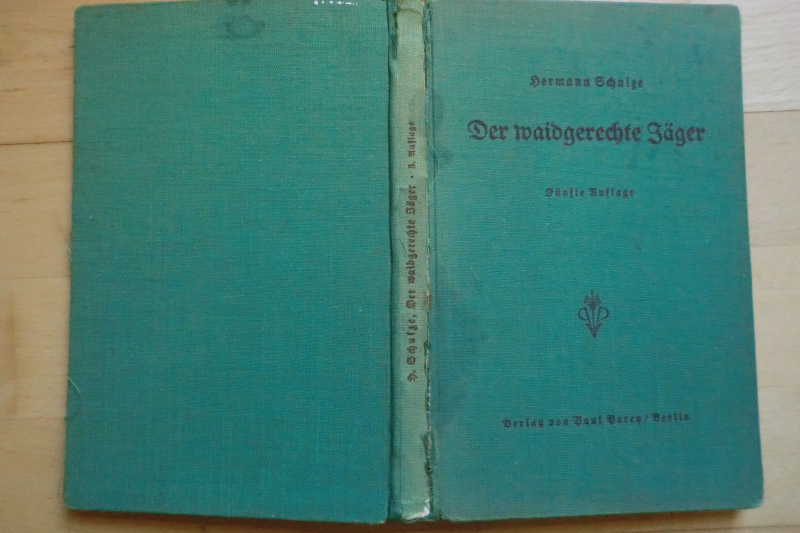 Hermann Schulze
Der waidgerechte Jäger
Fünfte Auflage
Verlag von Paul Parey / Berlin
H. Schulze, Der waidgerechte Jäger · 5. Auflage